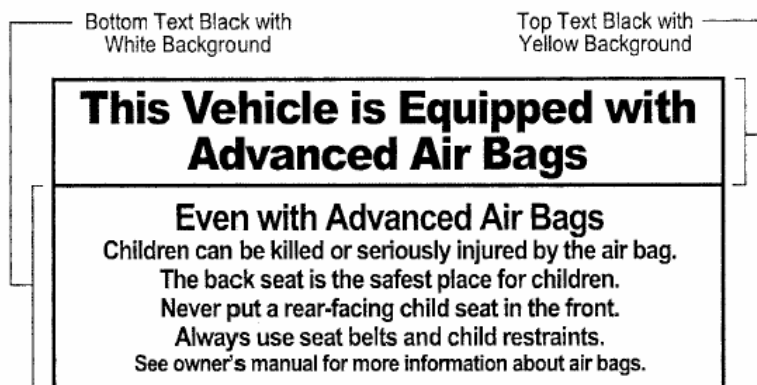 Bottom Text Black with
White Background
Top Text Black with
Yellow Background
This Vehicle is Equipped with
Advanced Air Bags
Even with Advanced Air Bags
Children can be killed or seriously injured by the air bag.
The back seat is the safest place for children.
Never put a rear-facing child seat in the front.
Always use seat belts and child restraints.
See owner's manual for more information about air bags.